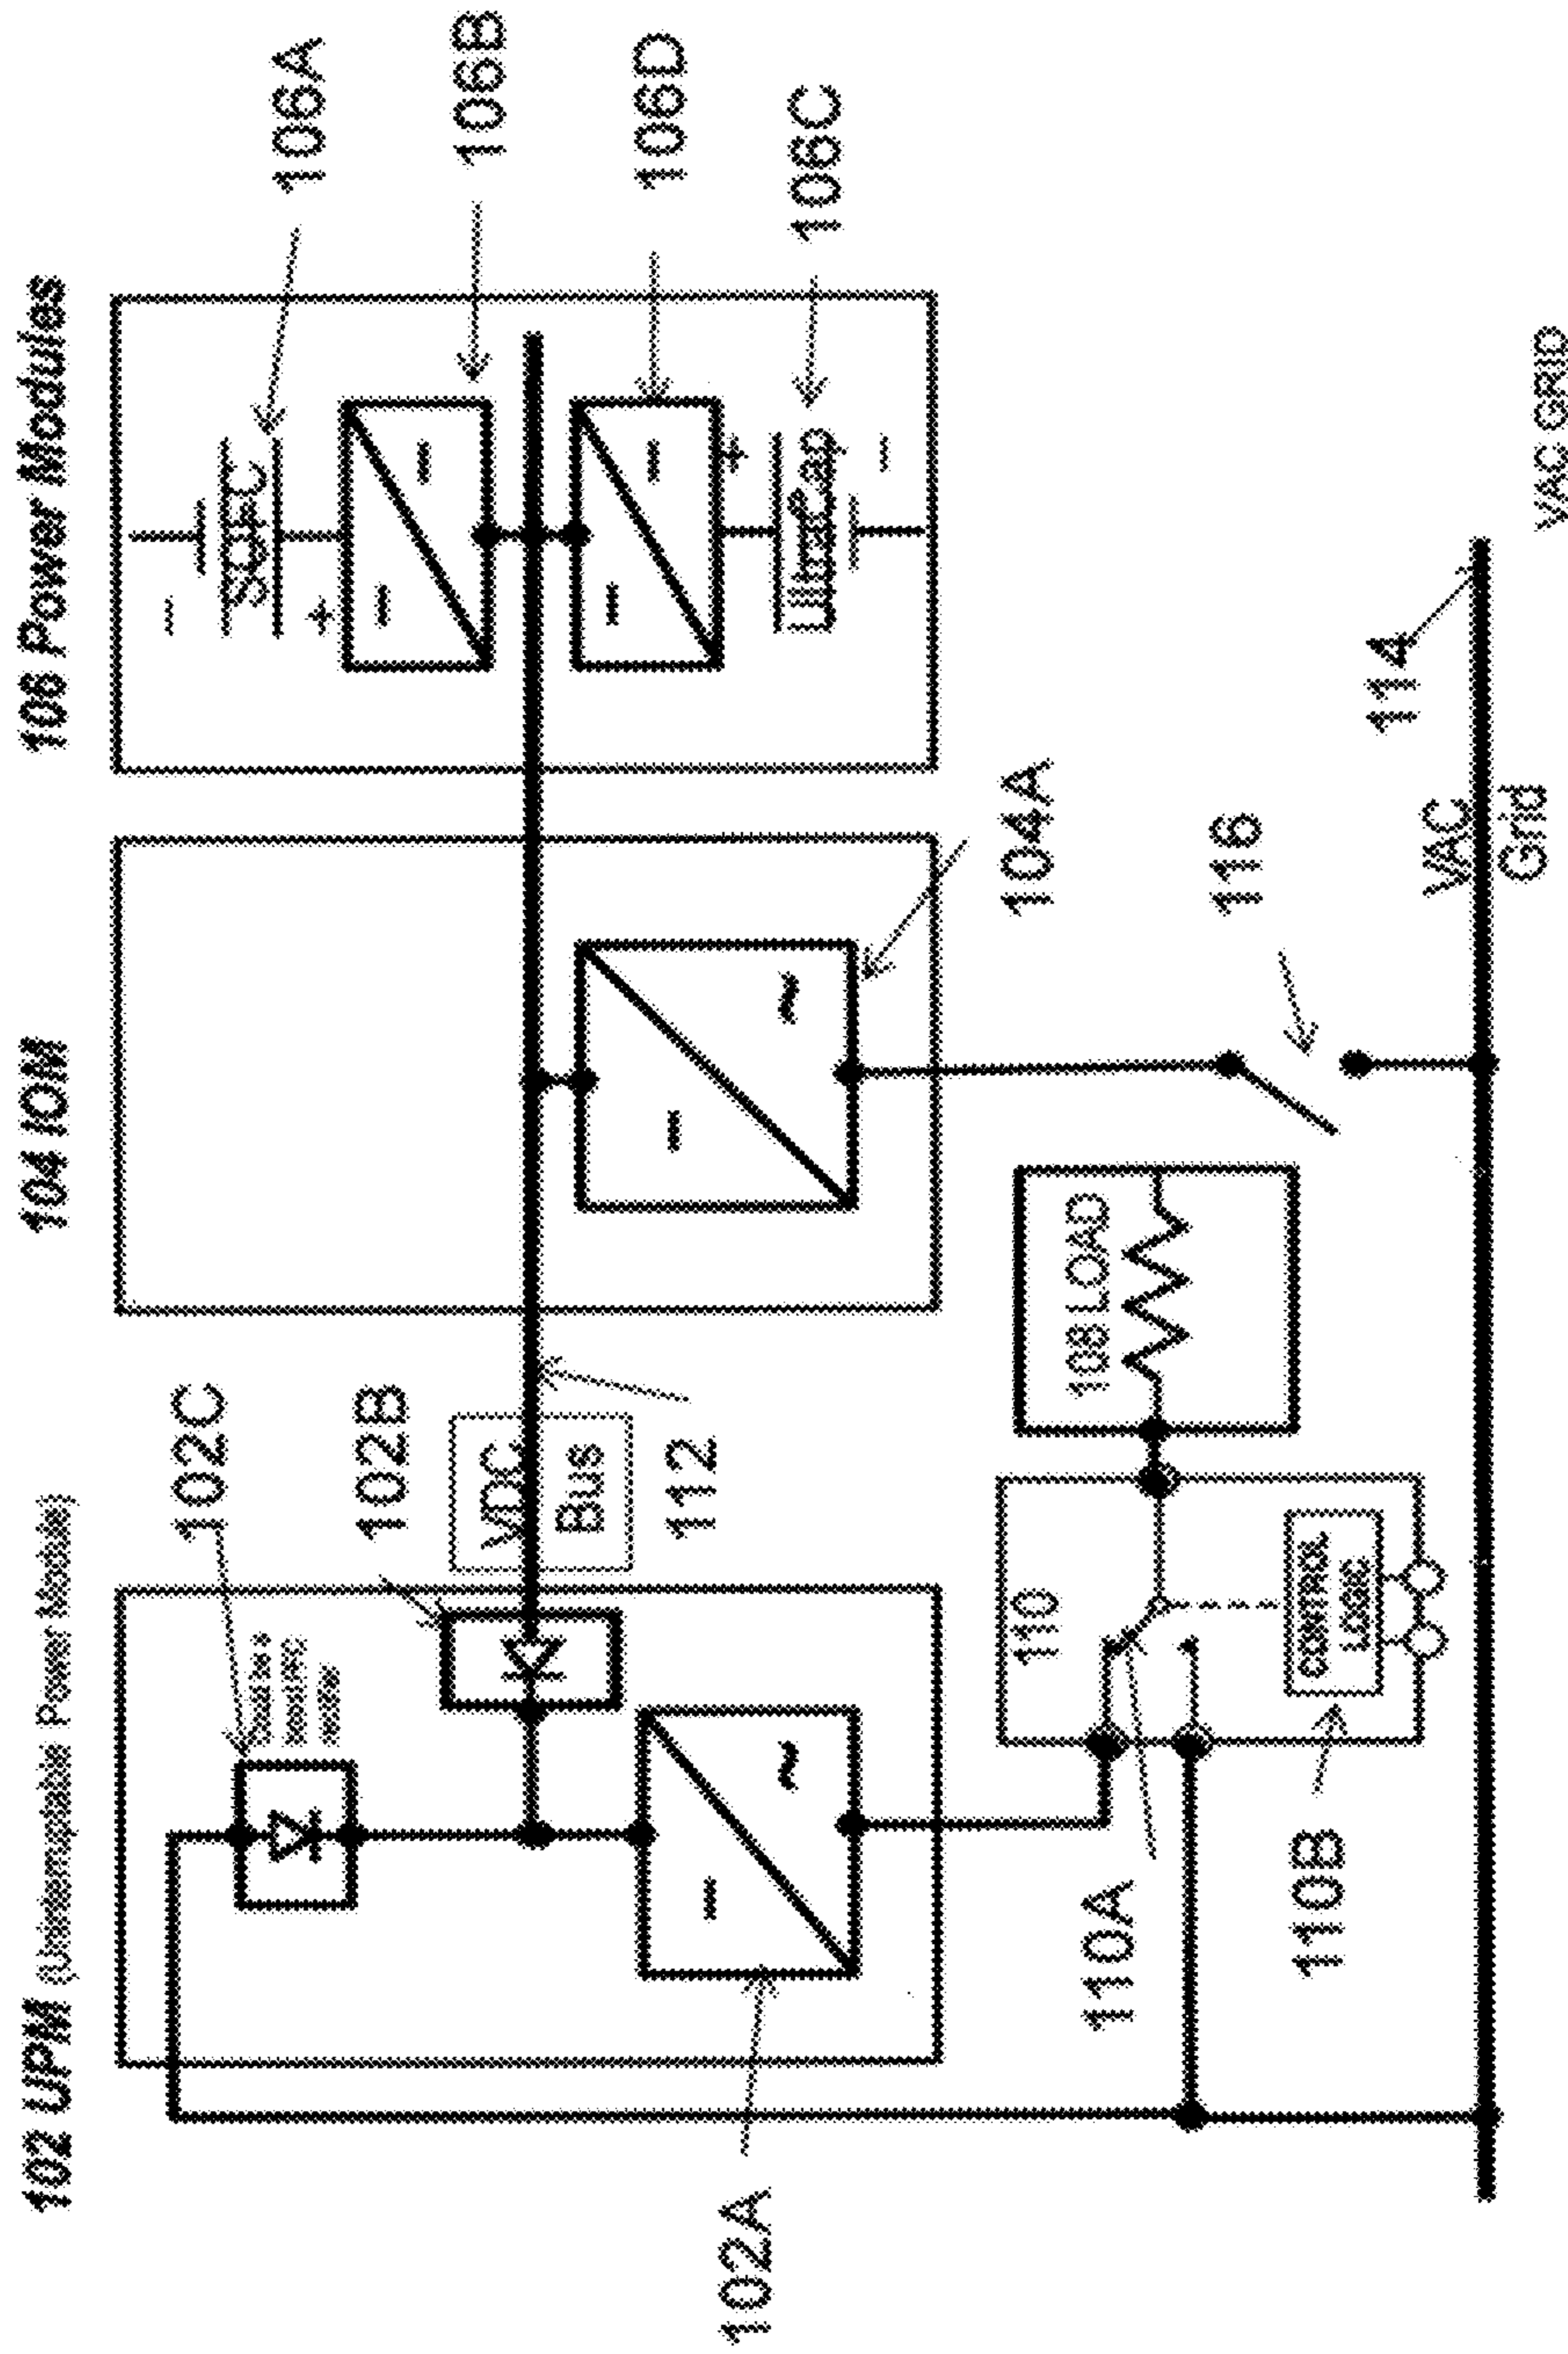 102 UPM (Uninterruptable Power Module)
104 IOM
106 Power Modules
102C
102B
VDC
Bus
112
SOFC
106A
106B
106D
106C
UltraCap
104A
102A
110
110A
110B
CONTROL
LOGIC
108 LOAD
116
114
VAC
Grid
VAC GRID